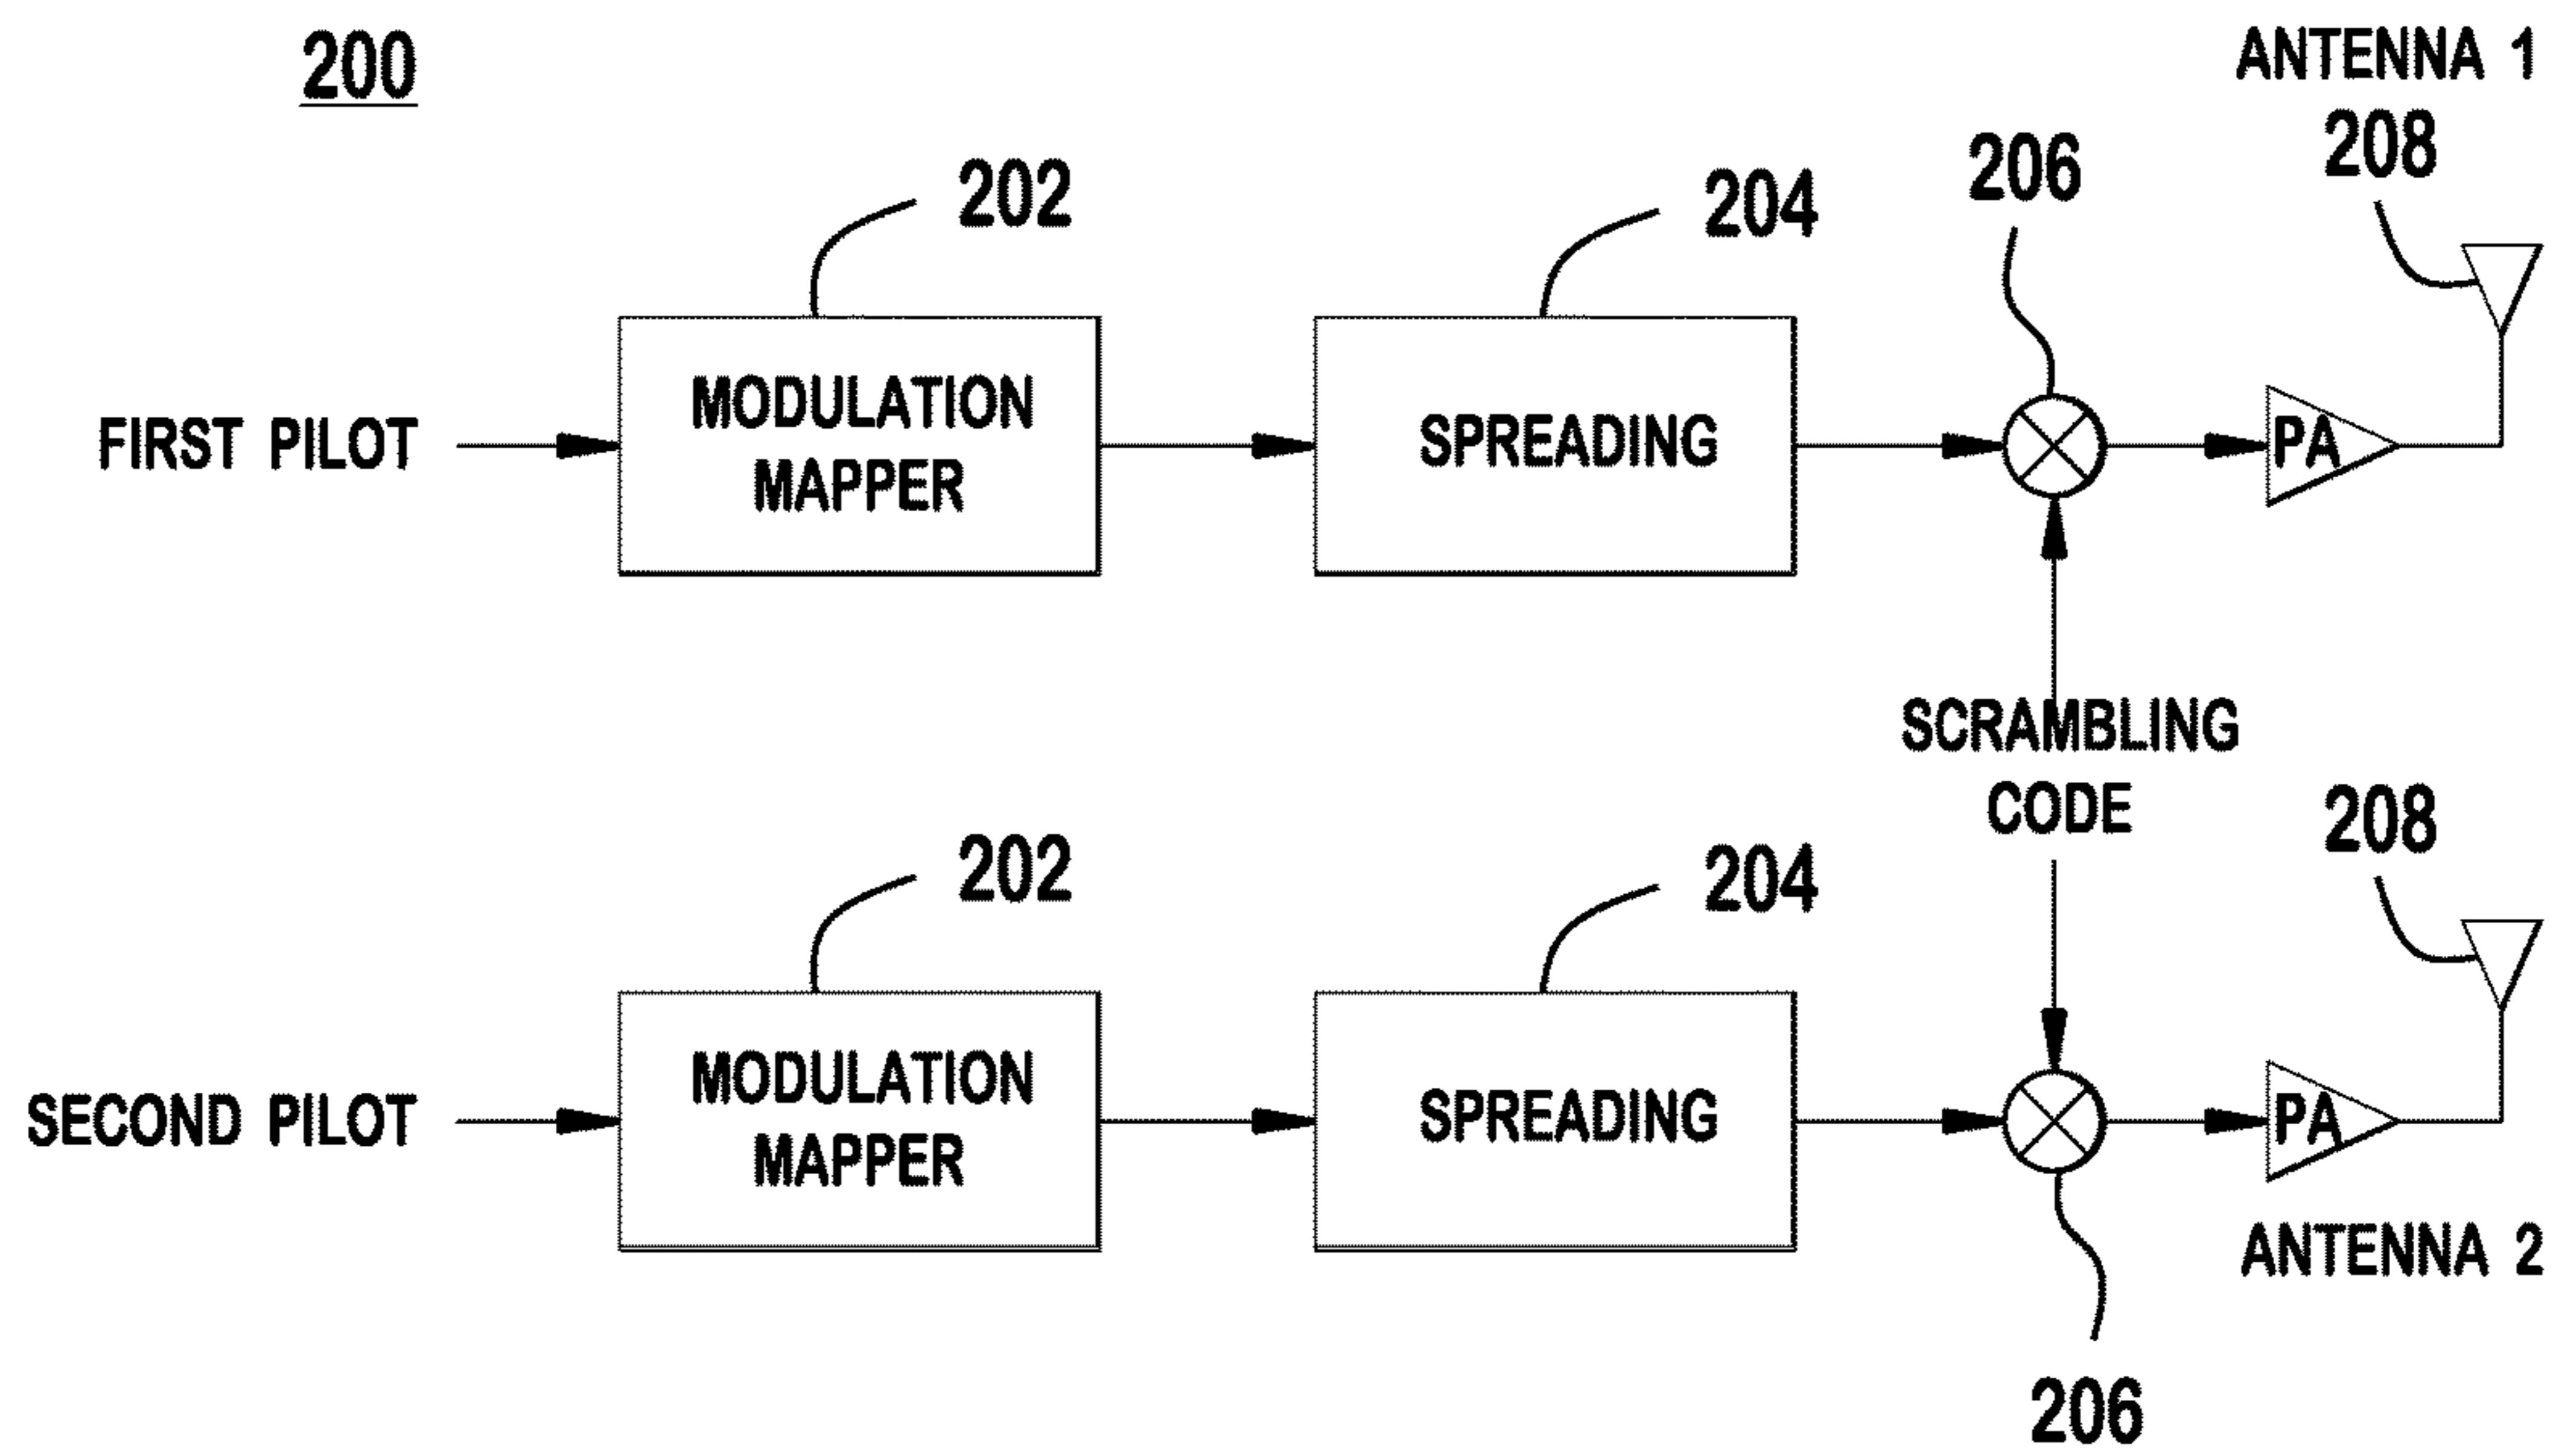 200
ANTENNA 1
208
202
204
206
FIRST PILOT
MODULATION
MAPPER
SPREADING
PA
SCRAMBLING
CODE
202
204
208
SECOND PILOT
MODULATION
MAPPER
SPREADING
PA
ANTENNA 2
206